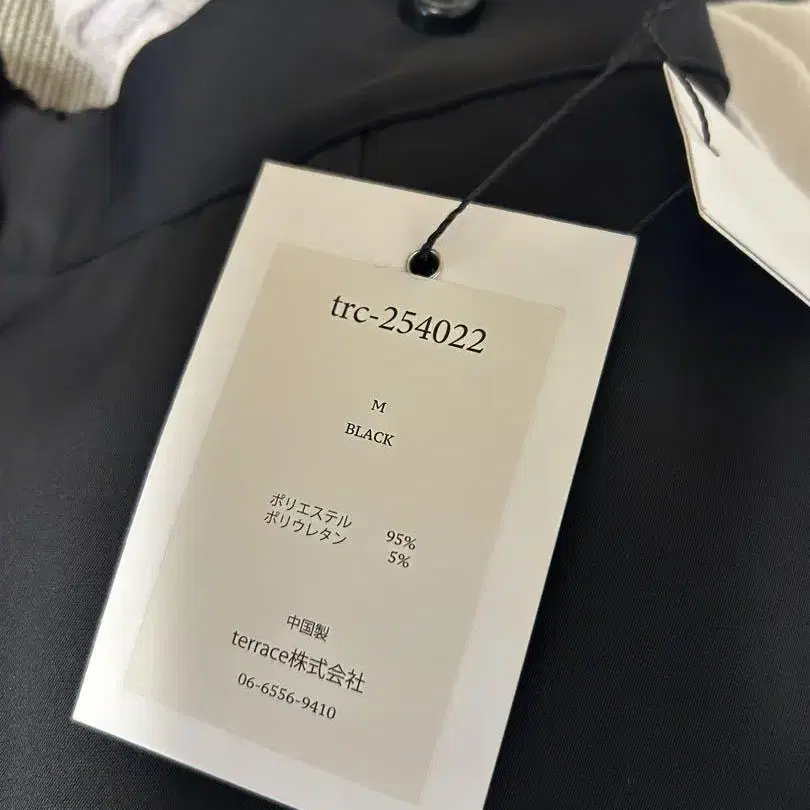 trc-254022
M
BLACK
ポリエステル 95%
ポリウレタン 5%
中国製
terrace株式会社
06-6556-9410